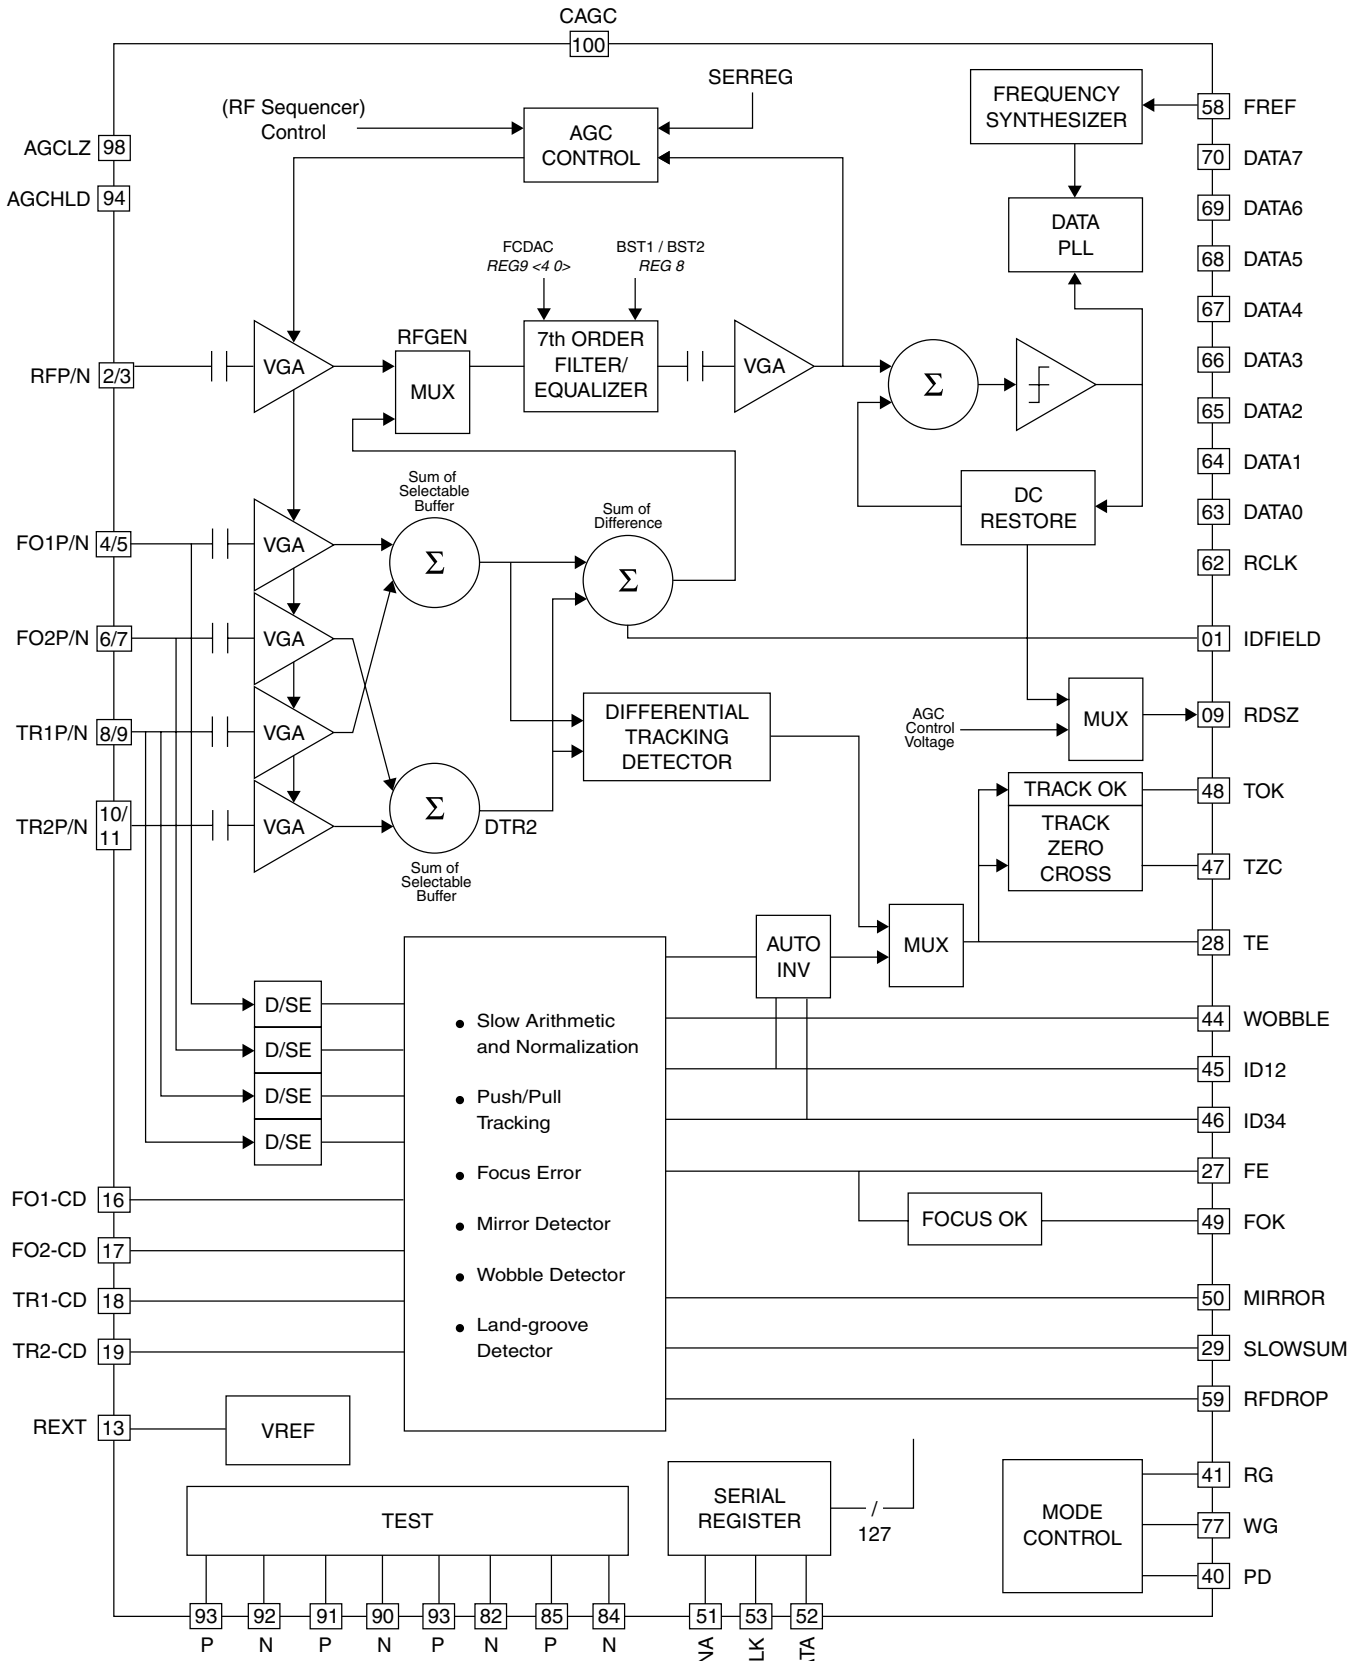 CAGC
100
SERREG
(RF Sequencer)
Control
AGC
CONTROL
FREQUENCY
SYNTHESIZER
58 FREF
AGCLZ 98
70 DATA7
AGCHLD 94
69 DATA6
DATA
PLL
68 DATA5
FCDAC
REG9 <4 0>
BST1 / BST2
REG 8
67 DATA4
RFP/N 2/3
VGA
RFGEN
MUX
7th ORDER
FILTER/
EQUALIZER
VGA
Σ
66 DATA3
65 DATA2
64 DATA1
DC
RESTORE
63 DATA0
62 RCLK
Sum of
Selectable
Buffer
Sum of
Difference
FO1P/N 4/5
VGA
Σ
Σ
FO2P/N 6/7
VGA
01 IDFIELD
TR1P/N 8/9
VGA
DIFFERENTIAL
TRACKING
DETECTOR
AGC
Control
Voltage
MUX
09 RDSZ
TR2P/N 10/
11
VGA
Σ
DTR2
Sum of
Selectable
Buffer
TRACK OK
48 TOK
TRACK
ZERO
CROSS
47 TZC
AUTO
INV
MUX
28 TE
D/SE
D/SE
D/SE
D/SE
• Slow Arithmetic
and Normalization
• Push/Pull
Tracking
• Focus Error
• Mirror Detector
• Wobble Detector
• Land-groove
Detector
44 WOBBLE
45 ID12
46 ID34
27 FE
FOCUS OK
49 FOK
FO1-CD 16
FO2-CD 17
TR1-CD 18
TR2-CD 19
50 MIRROR
29 SLOWSUM
59 RFDROP
REXT 13
VREF
TEST
SERIAL
REGISTER
/
127
MODE
CONTROL
41 RG
77 WG
40 PD
93 92 91 90 93 82 85 84 51 53 52
P N P N P N P N NA LK TA